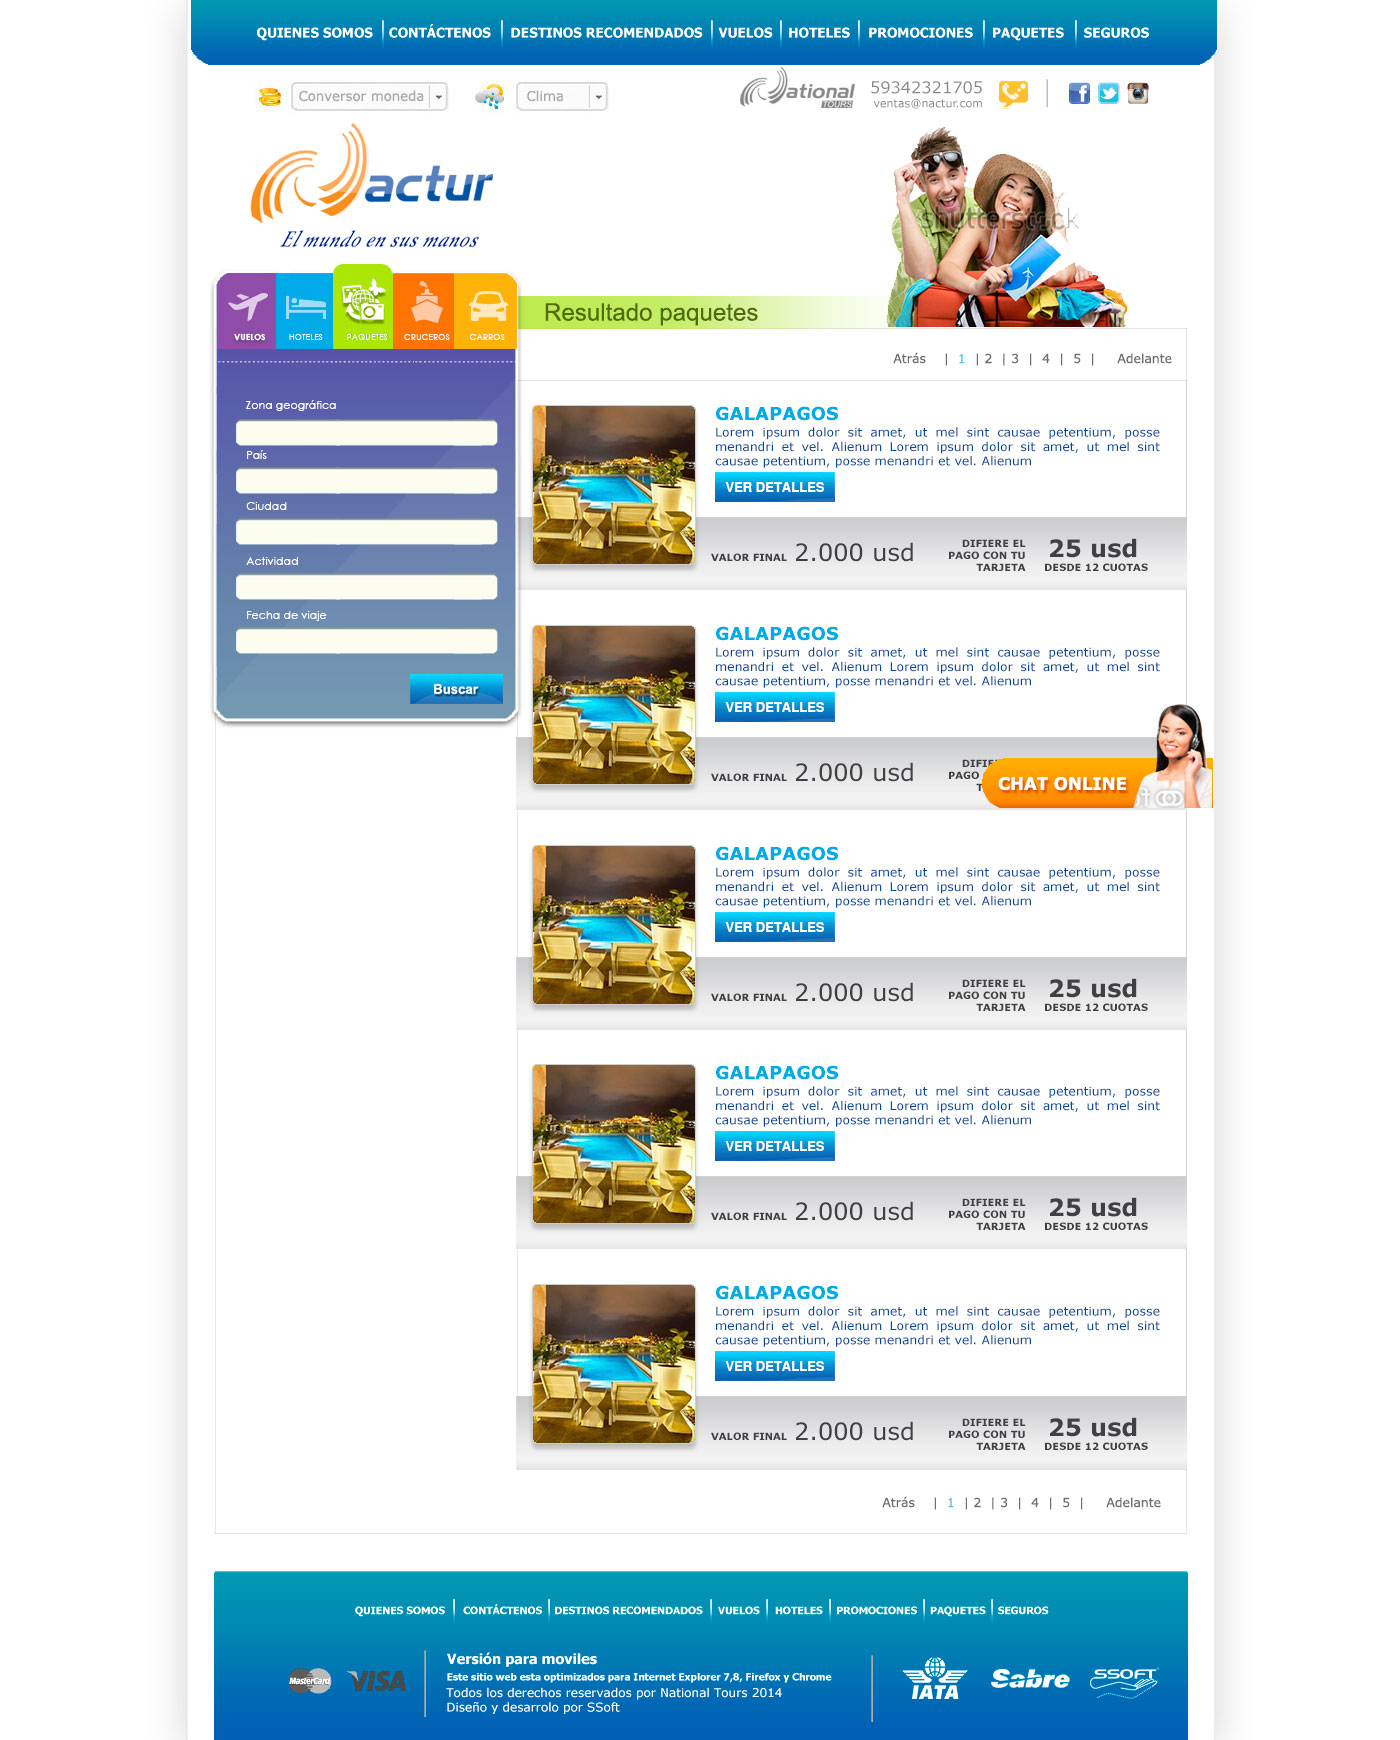 QUIENES SOMOS CONTÁCTENOS DESTINOS RECOMENDADOS VUELOS HOTELES PROMOCIONES PAQUETES SEGUROS
Conversor moneda Clima National TOURS 59342321705
ventas@nactur.com
Nactur
El mundo en sus manos
shutterstock
VUELOS HOTELES PAQUETES CRUCEROS CARROS
Resultado paquetes
Atrás | 1 | 2 | 3 | 4 | 5 | Adelante
Zona geográfica
País
Ciudad
Actividad
Fecha de viaje
Buscar
GALAPAGOS
Lorem ipsum dolor sit amet, ut mel sint causae petentium, posse
menandri et vel. Alienum Lorem ipsum dolor sit amet, ut mel sint
causae petentium, posse menandri et vel. Alienum
VER DETALLES
VALOR FINAL 2.000 usd
DIFIERE EL
PAGO CON TU
TARJETA
25 usd
DESDE 12 CUOTAS
GALAPAGOS
Lorem ipsum dolor sit amet, ut mel sint causae petentium, posse
menandri et vel. Alienum Lorem ipsum dolor sit amet, ut mel sint
causae petentium, posse menandri et vel. Alienum
VER DETALLES
VALOR FINAL 2.000 usd
DIFIE
PAGO
T
CHAT ONLINE
GALAPAGOS
Lorem ipsum dolor sit amet, ut mel sint causae petentium, posse
menandri et vel. Alienum Lorem ipsum dolor sit amet, ut mel sint
causae petentium, posse menandri et vel. Alienum
VER DETALLES
VALOR FINAL 2.000 usd
DIFIERE EL
PAGO CON TU
TARJETA
25 usd
DESDE 12 CUOTAS
GALAPAGOS
Lorem ipsum dolor sit amet, ut mel sint causae petentium, posse
menandri et vel. Alienum Lorem ipsum dolor sit amet, ut mel sint
causae petentium, posse menandri et vel. Alienum
VER DETALLES
VALOR FINAL 2.000 usd
DIFIERE EL
PAGO CON TU
TARJETA
25 usd
DESDE 12 CUOTAS
GALAPAGOS
Lorem ipsum dolor sit amet, ut mel sint causae petentium, posse
menandri et vel. Alienum Lorem ipsum dolor sit amet, ut mel sint
causae petentium, posse menandri et vel. Alienum
VER DETALLES
VALOR FINAL 2.000 usd
DIFIERE EL
PAGO CON TU
TARJETA
25 usd
DESDE 12 CUOTAS
Atrás | 1 | 2 | 3 | 4 | 5 | Adelante
QUIENES SOMOS CONTÁCTENOS DESTINOS RECOMENDADOS VUELOS HOTELES PROMOCIONES PAQUETES SEGUROS
MasterCard VISA
Versión para moviles
Este sitio web esta optimizados para Internet Explorer 7,8, Firefox y Chrome
Todos los derechos reservados por National Tours 2014
Diseño y desarrolo por SSoft
IATA Sabre SSOFT